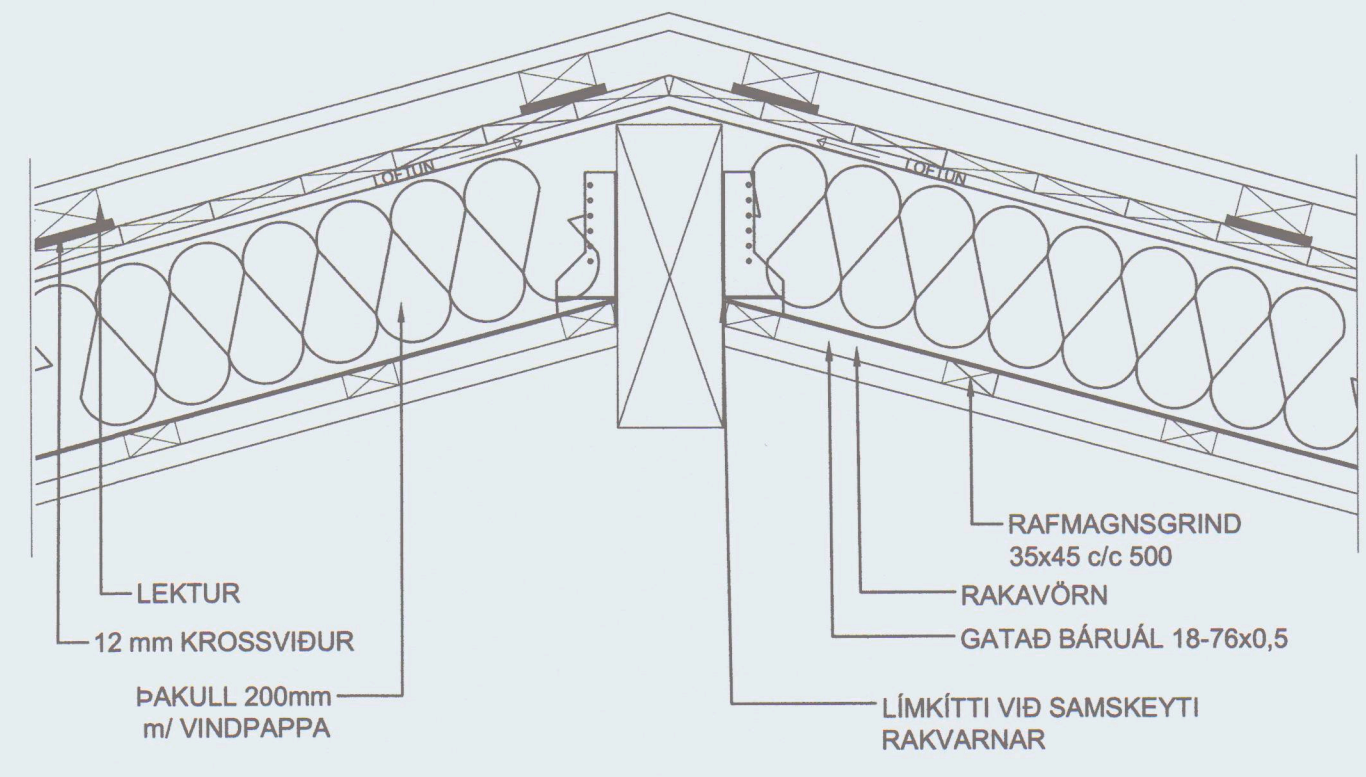 LOFTUN
LOFTUN
LEKTUR
12 mm KROSSVIÐUR
ÞAKULL 200mm
m/ VINDPAPPA
RAFMAGNSGRIND
35x45 c/c 500
RAKAVÖRN
GATAÐ BÁRUÁL 18-76x0,5
LÍMKÍTTI VIÐ SAMSKEYTI
RAKVARNAR